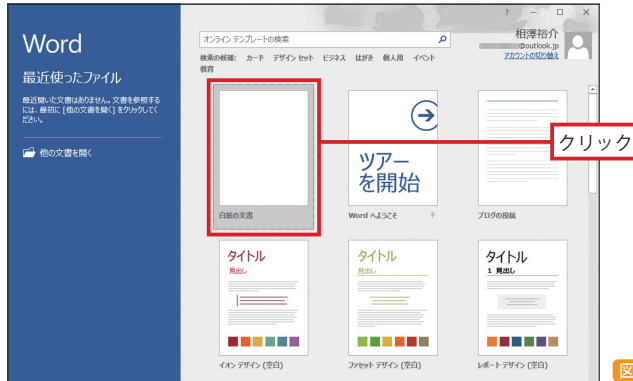 Word
最近使ったファイル
最近開いた文書はありません。文書を参照する
には、最初に [他の文書を開く] をクリックしてく
ださい。
他の文書を開く
オンライン テンプレートの検索
検索の候補: カード デザイン セット ビジネス はがき 個人用 イベント
教育
? - □ ×
相澤裕介
@outlook.jp
アカウントの切り替え
クリック
ツアー
を開始
白紙の文書
Word へようこそ
ブログの投稿
タイトル
見出し
タイトル
見出し
タイトル
1 見出し
イオン デザイン (空白)
ファセット デザイン (空白)
レポート デザイン (空白)
図